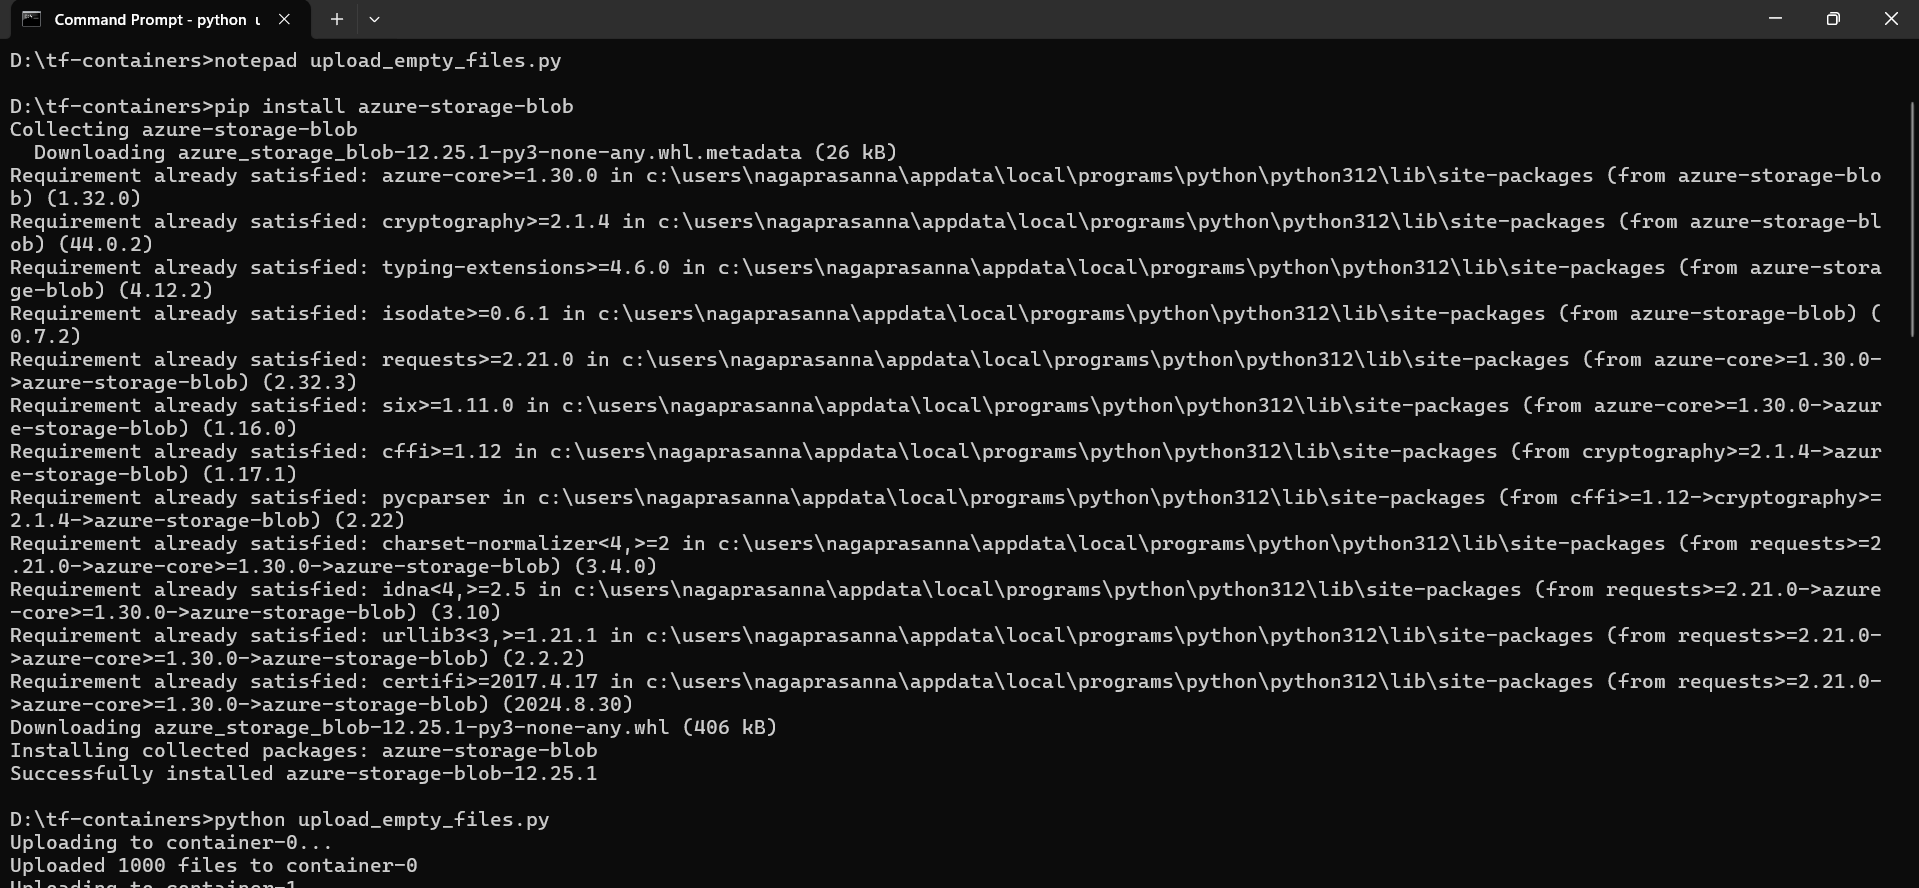 Command Prompt - python  u
D:\tf-containers>notepad upload_empty_files.py
D:\tf-containers>pip install azure-storage-blob
Collecting azure-storage-blob
  Downloading azure_storage_blob-12.25.1-py3-none-any.whl.metadata (26 kB)
Requirement already satisfied: azure-core>=1.30.0 in c:\users\nagaprasanna\appdata\local\programs\python\python312\lib\site-packages (from azure-storage-blo
b) (1.32.0)
Requirement already satisfied: cryptography>=2.1.4 in c:\users\nagaprasanna\appdata\local\programs\python\python312\lib\site-packages (from azure-storage-bl
ob) (44.0.2)
Requirement already satisfied: typing-extensions>=4.6.0 in c:\users\nagaprasanna\appdata\local\programs\python\python312\lib\site-packages (from azure-stora
ge-blob) (4.12.2)
Requirement already satisfied: isodate>=0.6.1 in c:\users\nagaprasanna\appdata\local\programs\python\python312\lib\site-packages (from azure-storage-blob) (
0.7.2)
Requirement already satisfied: requests>=2.21.0 in c:\users\nagaprasanna\appdata\local\programs\python\python312\lib\site-packages (from azure-core>=1.30.0-
>azure-storage-blob) (2.32.3)
Requirement already satisfied: six>=1.11.0 in c:\users\nagaprasanna\appdata\local\programs\python\python312\lib\site-packages (from azure-core>=1.30.0->azur
e-storage-blob) (1.16.0)
Requirement already satisfied: cffi>=1.12 in c:\users\nagaprasanna\appdata\local\programs\python\python312\lib\site-packages (from cryptography>=2.1.4->azur
e-storage-blob) (1.17.1)
Requirement already satisfied: pycparser in c:\users\nagaprasanna\appdata\local\programs\python\python312\lib\site-packages (from cffi>=1.12->cryptography>=
2.1.4->azure-storage-blob) (2.22)
Requirement already satisfied: charset-normalizer<4,>=2 in c:\users\nagaprasanna\appdata\local\programs\python\python312\lib\site-packages (from requests>=2
.21.0->azure-core>=1.30.0->azure-storage-blob) (3.4.0)
Requirement already satisfied: idna<4,>=2.5 in c:\users\nagaprasanna\appdata\local\programs\python\python312\lib\site-packages (from requests>=2.21.0->azure
-core>=1.30.0->azure-storage-blob) (3.10)
Requirement already satisfied: urllib3<3,>=1.21.1 in c:\users\nagaprasanna\appdata\local\programs\python\python312\lib\site-packages (from requests>=2.21.0-
>azure-core>=1.30.0->azure-storage-blob) (2.2.2)
Requirement already satisfied: certifi>=2017.4.17 in c:\users\nagaprasanna\appdata\local\programs\python\python312\lib\site-packages (from requests>=2.21.0-
>azure-core>=1.30.0->azure-storage-blob) (2024.8.30)
Downloading azure_storage_blob-12.25.1-py3-none-any.whl (406 kB)
Installing collected packages: azure-storage-blob
Successfully installed azure-storage-blob-12.25.1
D:\tf-containers>python upload_empty_files.py
Uploading to container-0...
Uploaded 1000 files to container-0
Uploading to container-1